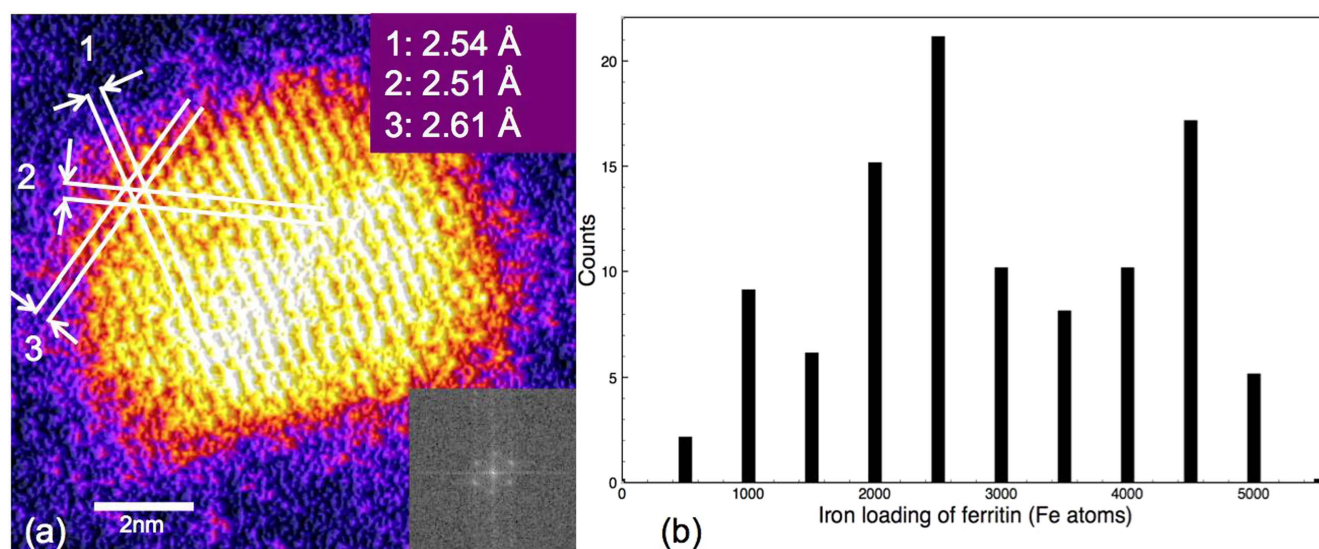 1
1: 2.54 Å
2: 2.51 Å
3: 2.61 Å
2
3
2nm
(a)
20
15
10
5
0
Counts
0 1000 2000 3000 4000 5000
Iron loading of ferritin (Fe atoms)
(b)